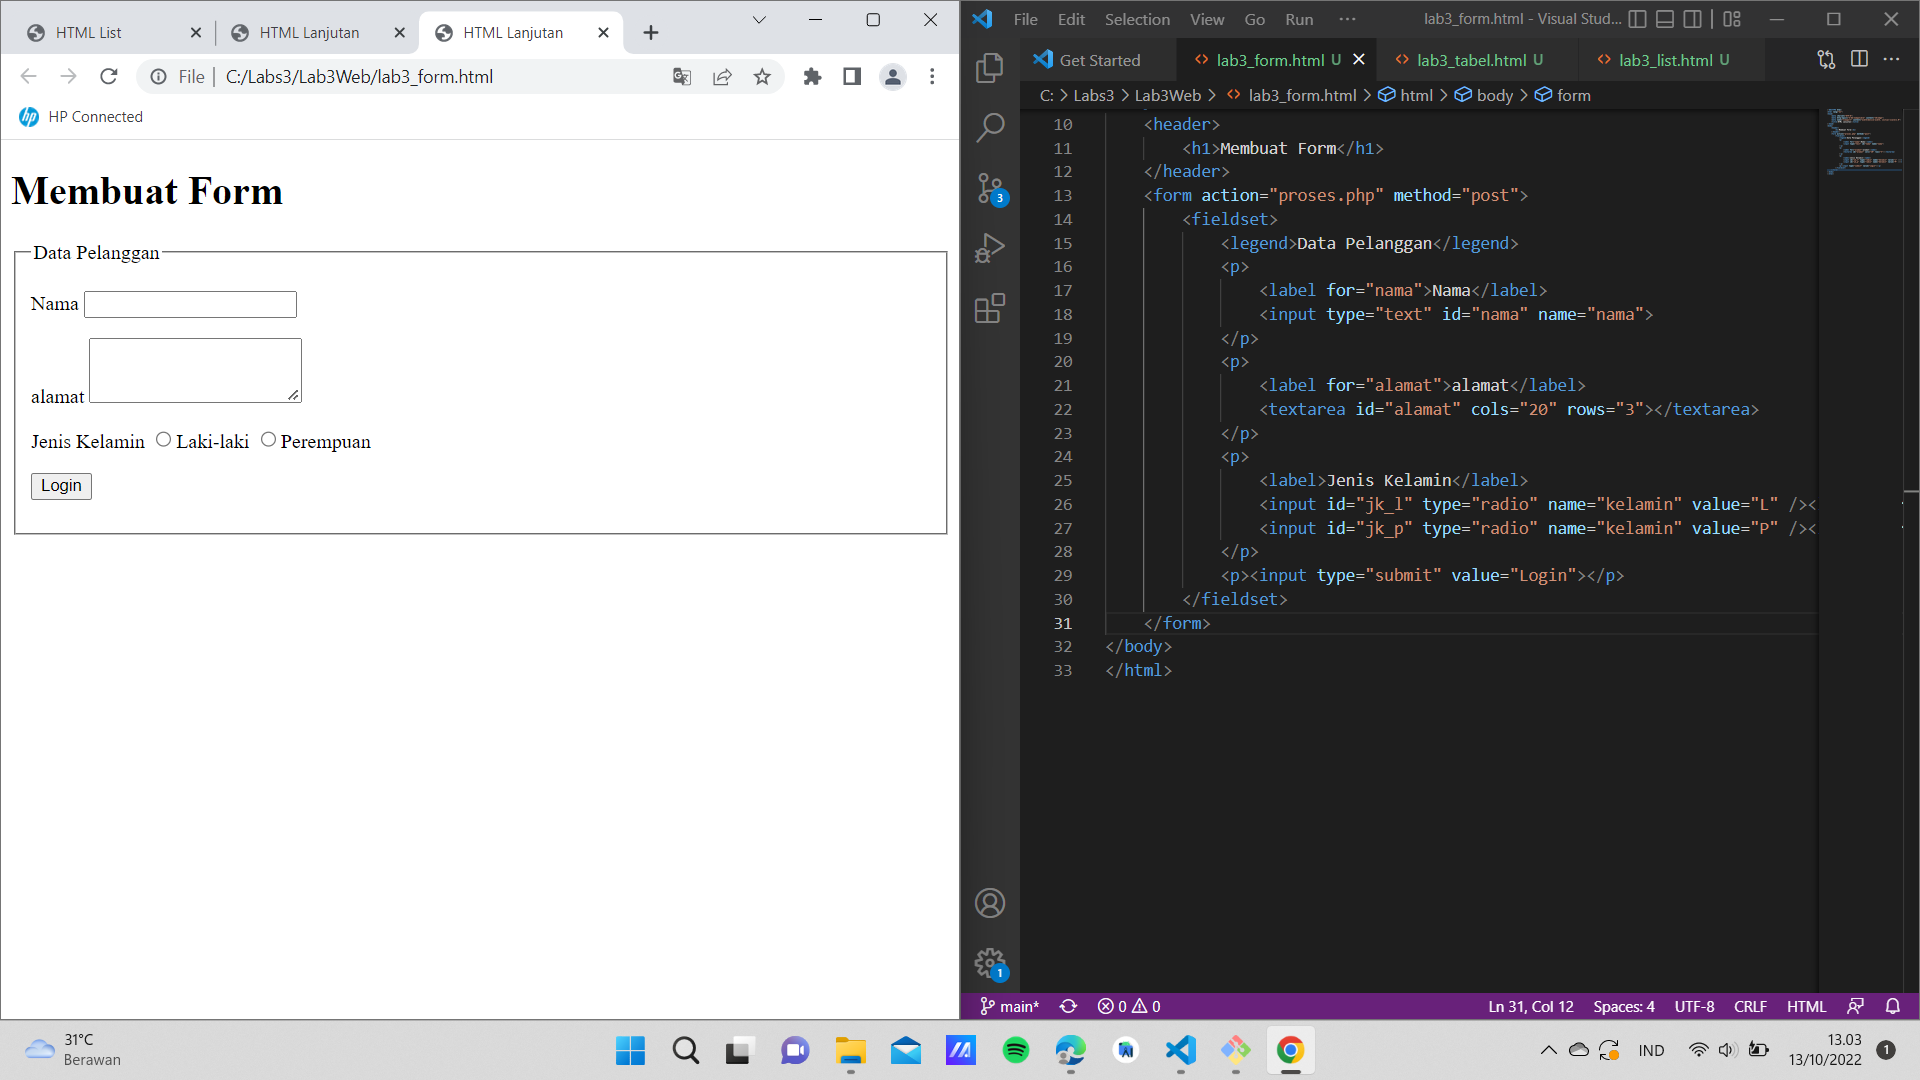 HTML List
HTML Lanjutan
HTML Lanjutan
File
C:/Labs3/Lab3Web/lab3_form.html
hp HP Connected
Membuat Form
Data Pelanggan
Nama
alamat
Jenis Kelamin Laki-laki Perempuan
Login
File Edit Selection View Go Run ··· lab3_form.html - Visual Stud...
Get Started
<> lab3_form.html U
<> lab3_tabel.html U
<> lab3_list.html U
C: > Labs3 > Lab3Web > <> lab3_form.html > html > body > form
10 <header>
11 <h1>Membuat Form</h1>
12 </header>
13 <form action="proses.php" method="post">
14 <fieldset>
15 <legend>Data Pelanggan</legend>
16 <p>
17 <label for="nama">Nama</label>
18 <input type="text" id="nama" name="nama">
19 </p>
20 <p>
21 <label for="alamat">alamat</label>
22 <textarea id="alamat" cols="20" rows="3"></textarea>
23 </p>
24 <p>
25 <label>Jenis Kelamin</label>
26 <input id="jk_l" type="radio" name="kelamin" value="L" /><
27 <input id="jk_p" type="radio" name="kelamin" value="P" /><
28 </p>
29 <p><input type="submit" value="Login"></p>
30 </fieldset>
31 </form>
32 </body>
33 </html>
3
1
main* 0 0 Ln 31, Col 12 Spaces: 4 UTF-8 CRLF HTML
31°C
Berawan
IND
13.03
13/10/2022
1